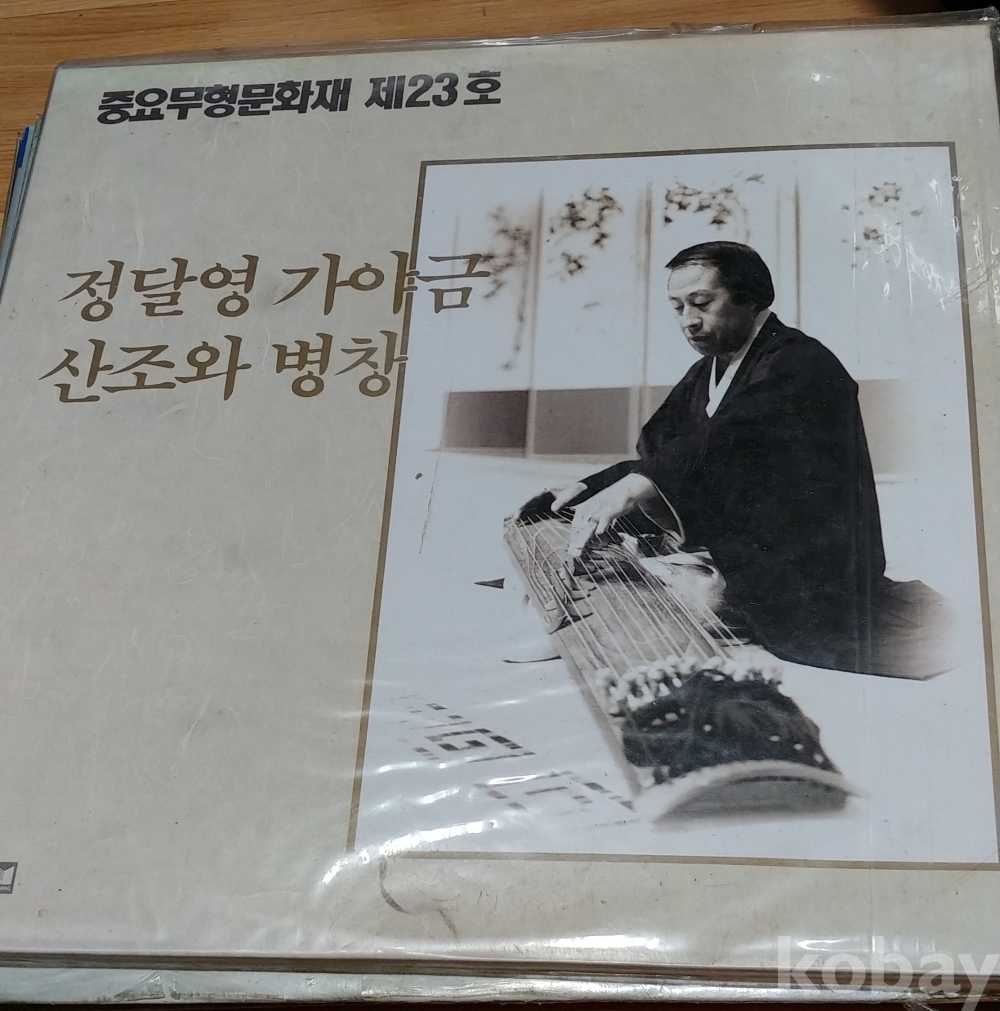 중요무형문화재 제23호
정달영 가야금
산조와 병창
kobay